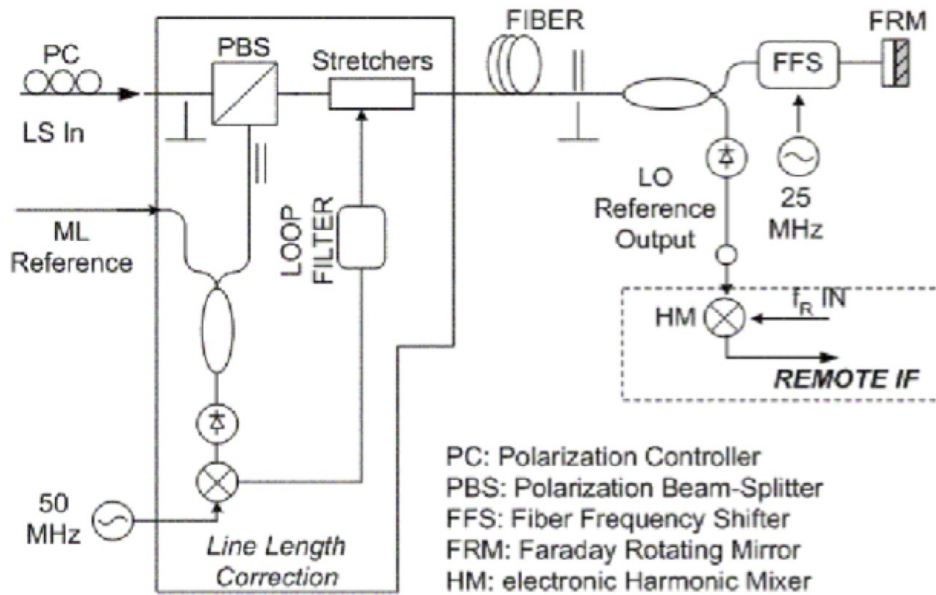 PC
LS In
ML
Reference
50
MHz
PBS
Stretchers
LOOP
FILTER
Line Length
Correction
FIBER
FFS
FRM
LO
Reference
Output
25
MHz
HM
fR IN
REMOTE IF
PC: Polarization Controller
PBS: Polarization Beam-Splitter
FFS: Fiber Frequency Shifter
FRM: Faraday Rotating Mirror
HM: electronic Harmonic Mixer